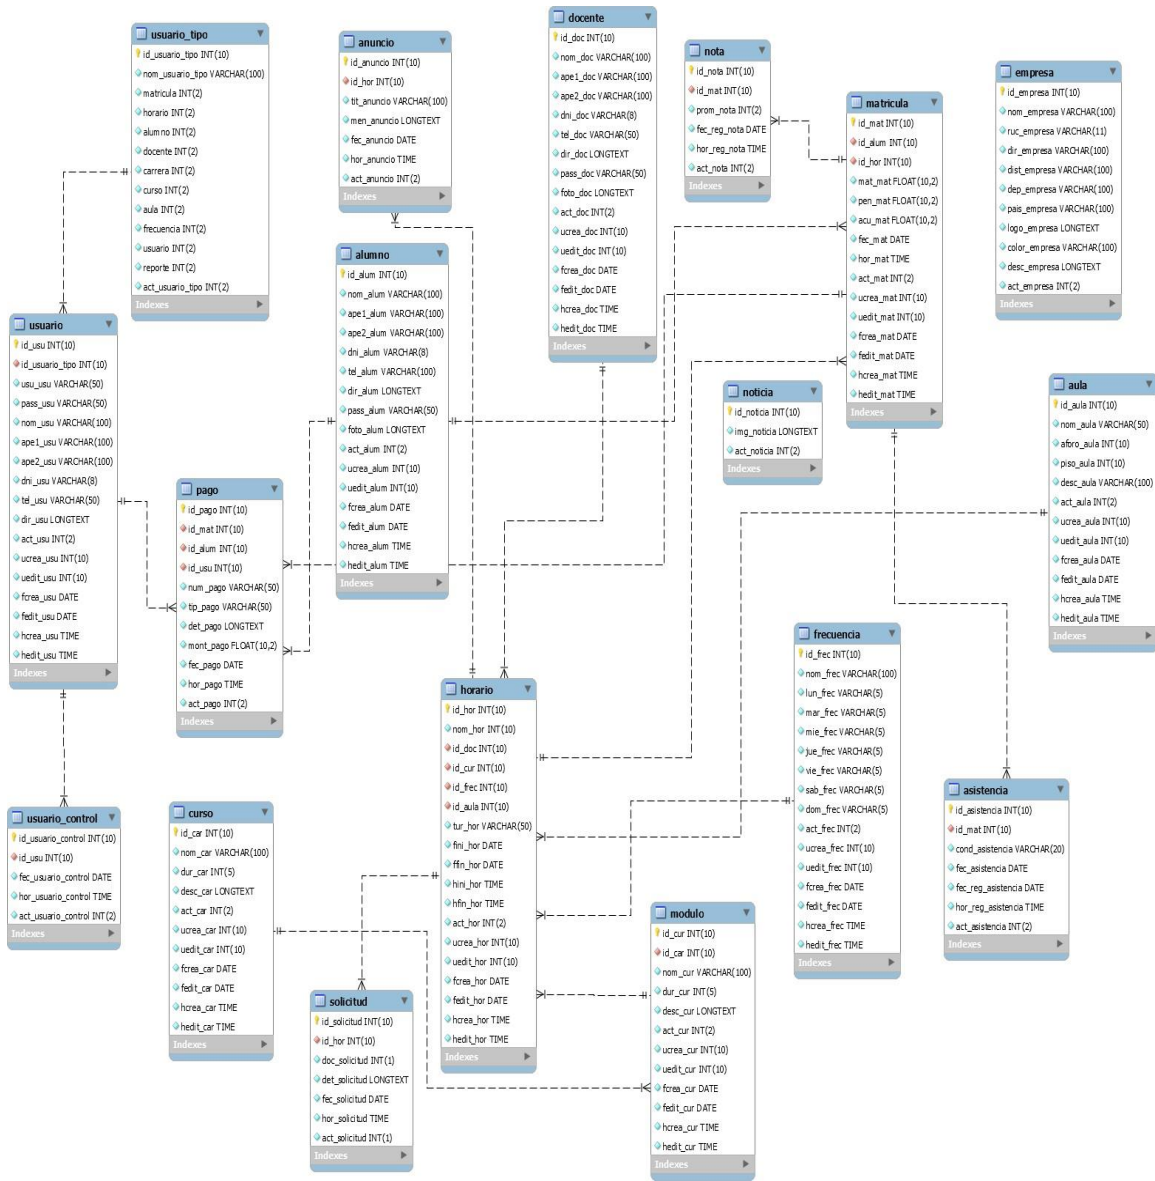 usuario_tipo
id_usuario_tipo INT(10)
nom_usuario_tipo VARCHAR(100)
matricula INT(2)
horario INT(2)
alumno INT(2)
docente INT(2)
carrera INT(2)
curso INT(2)
aula INT(2)
frecuencia INT(2)
usuario INT(2)
reporte INT(2)
act_usuario_tipo INT(2)
Indexes
anuncio
id_anuncio INT(10)
id_hor INT(10)
tit_anuncio VARCHAR(100)
men_anuncio LONGTEXT
fec_anuncio DATE
hor_anuncio TIME
act_anuncio INT(2)
Indexes
docente
id_doc INT(10)
nom_doc VARCHAR(100)
ape1_doc VARCHAR(100)
ape2_doc VARCHAR(100)
dni_doc VARCHAR(8)
tel_doc VARCHAR(50)
dir_doc LONGTEXT
pass_doc VARCHAR(50)
foto_doc LONGTEXT
act_doc INT(2)
ucrea_doc INT(10)
uedit_doc INT(10)
fcrea_doc DATE
fedit_doc DATE
hcrea_doc TIME
hedit_doc TIME
Indexes
nota
id_nota INT(10)
id_mat INT(10)
prom_nota INT(2)
fec_reg_nota DATE
hor_reg_nota TIME
act_nota INT(2)
Indexes
matricula
id_mat INT(10)
id_alum INT(10)
id_hor INT(10)
mat_mat FLOAT(10,2)
pen_mat FLOAT(10,2)
acu_mat FLOAT(10,2)
fec_mat DATE
hor_mat TIME
act_mat INT(2)
ucrea_mat INT(10)
uedit_mat INT(10)
fcrea_mat DATE
fedit_mat DATE
hcrea_mat TIME
hedit_mat TIME
Indexes
empresa
id_empresa INT(10)
nom_empresa VARCHAR(100)
ruc_empresa VARCHAR(11)
dir_empresa VARCHAR(100)
dist_empresa VARCHAR(100)
dep_empresa VARCHAR(100)
pais_empresa VARCHAR(100)
logo_empresa LONGTEXT
color_empresa VARCHAR(100)
desc_empresa LONGTEXT
act_empresa INT(2)
Indexes
usuario
id_usu INT(10)
id_usuario_tipo INT(10)
usu_usu VARCHAR(50)
pass_usu VARCHAR(50)
nom_usu VARCHAR(100)
ape1_usu VARCHAR(100)
ape2_usu VARCHAR(100)
dni_usu VARCHAR(8)
tel_usu VARCHAR(50)
dir_usu LONGTEXT
act_usu INT(2)
ucrea_usu INT(10)
uedit_usu INT(10)
fcrea_usu DATE
fedit_usu DATE
hcrea_usu TIME
hedit_usu TIME
Indexes
alumno
id_alum INT(10)
nom_alum VARCHAR(100)
ape1_alum VARCHAR(100)
ape2_alum VARCHAR(100)
dni_alum VARCHAR(8)
tel_alum VARCHAR(100)
dir_alum LONGTEXT
pass_alum VARCHAR(50)
foto_alum LONGTEXT
act_alum INT(2)
ucrea_alum INT(10)
uedit_alum INT(10)
fcrea_alum DATE
fedit_alum DATE
hcrea_alum TIME
hedit_alum TIME
Indexes
noticia
id_noticia INT(10)
img_noticia LONGTEXT
act_noticia INT(2)
Indexes
aula
id_aula INT(10)
nom_aula VARCHAR(50)
aforo_aula INT(10)
piso_aula INT(10)
desc_aula VARCHAR(100)
act_aula INT(2)
ucrea_aula INT(10)
uedit_aula INT(10)
fcrea_aula DATE
fedit_aula DATE
hcrea_aula TIME
hedit_aula TIME
Indexes
pago
id_pago INT(10)
id_mat INT(10)
id_alum INT(10)
id_usu INT(10)
num_pago VARCHAR(50)
tip_pago VARCHAR(50)
det_pago LONGTEXT
mont_pago FLOAT(10,2)
fec_pago DATE
hor_pago TIME
act_pago INT(2)
Indexes
frecuencia
id_frec INT(10)
nom_frec VARCHAR(100)
lun_frec VARCHAR(5)
mar_frec VARCHAR(5)
mie_frec VARCHAR(5)
jue_frec VARCHAR(5)
vie_frec VARCHAR(5)
sab_frec VARCHAR(5)
dom_frec VARCHAR(5)
act_frec INT(2)
ucrea_frec INT(10)
uedit_frec INT(10)
fcrea_frec DATE
fedit_frec DATE
hcrea_frec TIME
hedit_frec TIME
Indexes
horario
id_hor INT(10)
nom_hor INT(10)
id_doc INT(10)
id_cur INT(10)
id_frec INT(10)
id_aula INT(10)
tur_hor VARCHAR(50)
fini_hor DATE
ffin_hor DATE
hini_hor TIME
hfin_hor TIME
act_hor INT(2)
ucrea_hor INT(10)
uedit_hor INT(10)
fcrea_hor DATE
fedit_hor DATE
hcrea_hor TIME
hedit_hor TIME
Indexes
asistencia
id_asistencia INT(10)
id_mat INT(10)
cond_asistencia VARCHAR(20)
fec_asistencia DATE
fec_reg_asistencia DATE
hor_reg_asistencia TIME
act_asistencia INT(2)
Indexes
usuario_control
id_usuario_control INT(10)
id_usu INT(10)
fec_usuario_control DATE
hor_usuario_control TIME
act_usuario_control INT(2)
Indexes
curso
id_car INT(10)
nom_car VARCHAR(100)
dur_car INT(5)
desc_car LONGTEXT
act_car INT(2)
ucrea_car INT(10)
uedit_car INT(10)
fcrea_car DATE
fedit_car DATE
hcrea_car TIME
hedit_car TIME
Indexes
solicitud
id_solicitud INT(10)
id_hor INT(10)
doc_solicitud INT(1)
det_solicitud LONGTEXT
fec_solicitud DATE
hor_solicitud TIME
act_solicitud INT(1)
Indexes
modulo
id_cur INT(10)
id_car INT(10)
nom_cur VARCHAR(100)
dur_cur INT(5)
desc_cur LONGTEXT
act_cur INT(2)
ucrea_cur INT(10)
uedit_cur INT(10)
fcrea_cur DATE
fedit_cur DATE
hcrea_cur TIME
hedit_cur TIME
Indexes